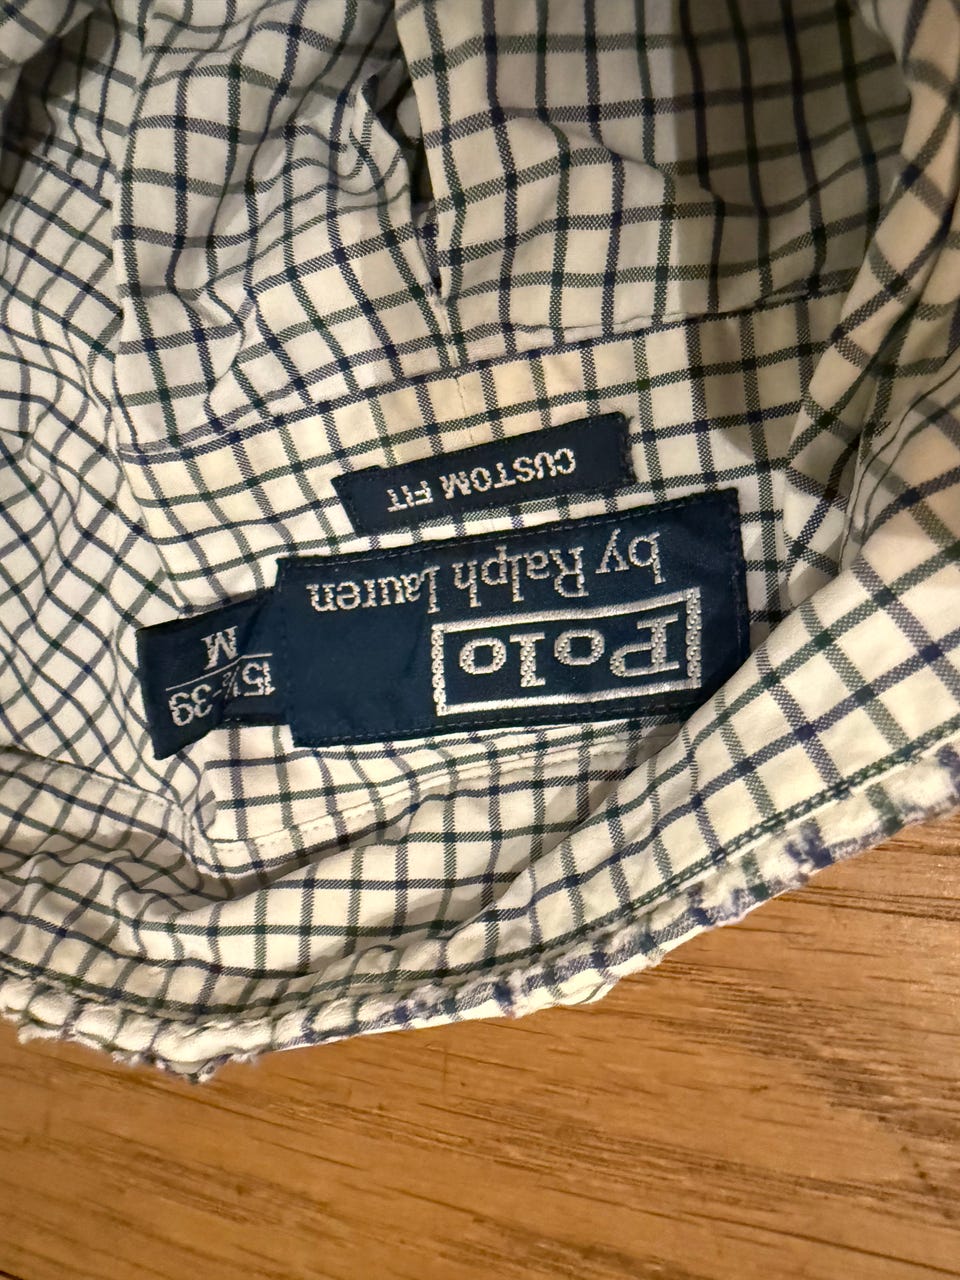 Polo
by Ralph Lauren
CUSTOM FIT
15½-39
M